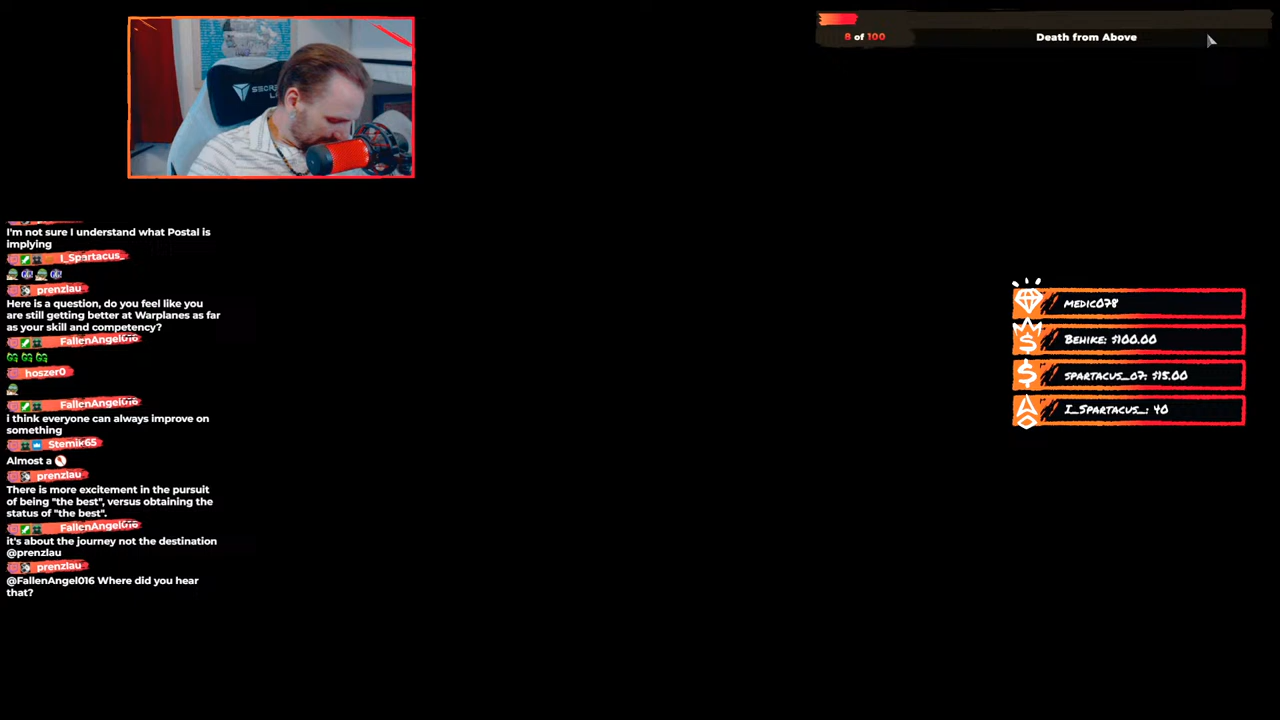 8 of 100
Death from Above
I'm not sure I understand what Postal is
implying
I_Spartacus_
prenzlau
Here is a question, do you feel like you
are still getting better at Warplanes as far
as your skill and competency?
FallenAngel016
hoszer0
FallenAngel016
i think everyone can always improve on
something
Stemik65
Almost a
prenzlau
There is more excitement in the pursuit
of being "the best", versus obtaining the
status of "the best".
FallenAngel016
it's about the journey not the destination
@prenzlau
prenzlau
@FallenAngel016 Where did you hear
that?
medic078
Behike: $100.00
spartacus_07: $15.00
I_Spartacus_: 40